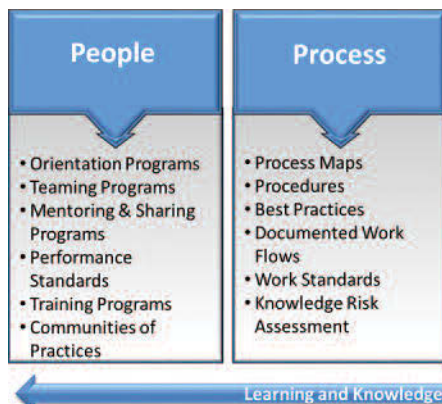 People
• Orientation Programs
• Teaming Programs
• Mentoring & Sharing
Programs
• Performance
Standards
• Training Programs
• Communities of
Practices
Process
• Process Maps
• Procedures
• Best Practices
• Documented Work
Flows
• Work Standards
• Knowledge Risk
Assessment
Learning and Knowledge